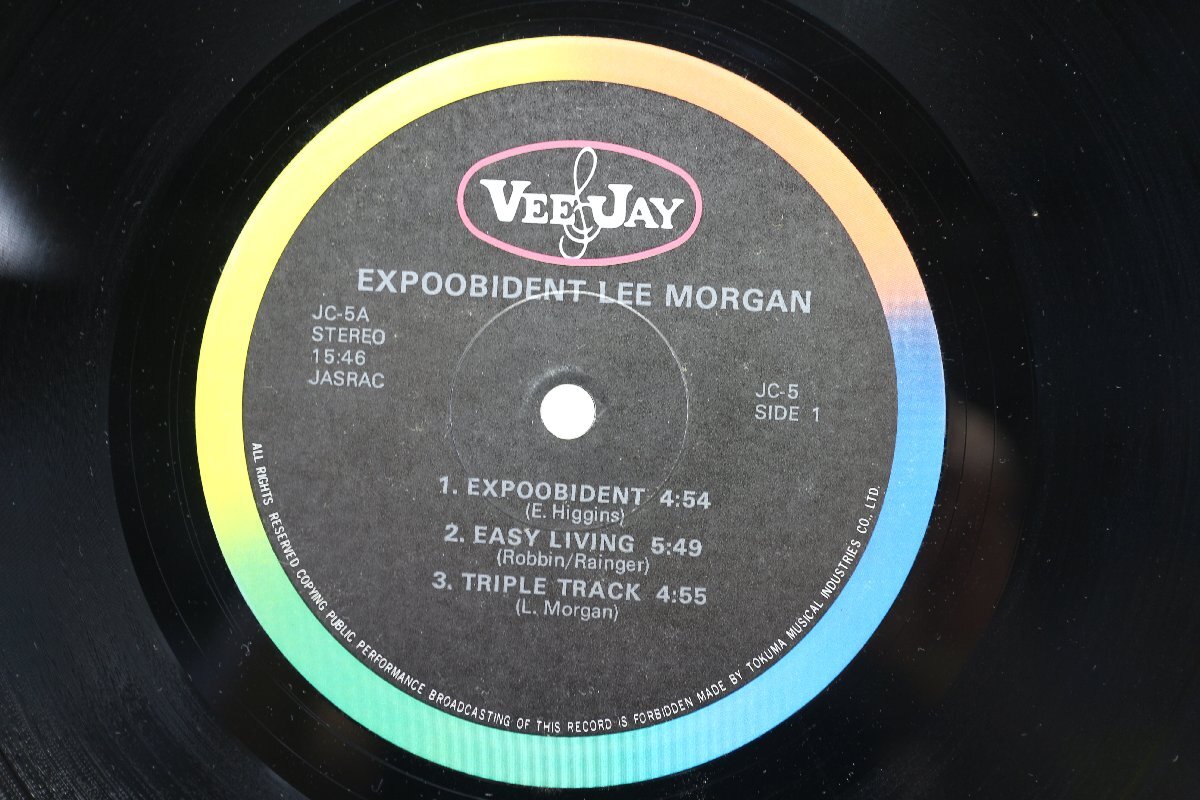 VEE JAY
EXPOOBIDENT LEE MORGAN
JC-5A
STEREO
15:46
JASRAC
JC-5
SIDE 1
1. EXPOOBIDENT 4:54
(E. Higgins)
2. EASY LIVING 5:49
(Robbin/Rainger)
3. TRIPLE TRACK 4:55
(L. Morgan)
ALL RIGHTS RESERVED COPYING PUBLIC PERFORMANCE BROADCASTING OF THIS RECORD IS FORBIDDEN MADE BY TOKUMA MUSICAL INDUSTRIES CO., LTD.